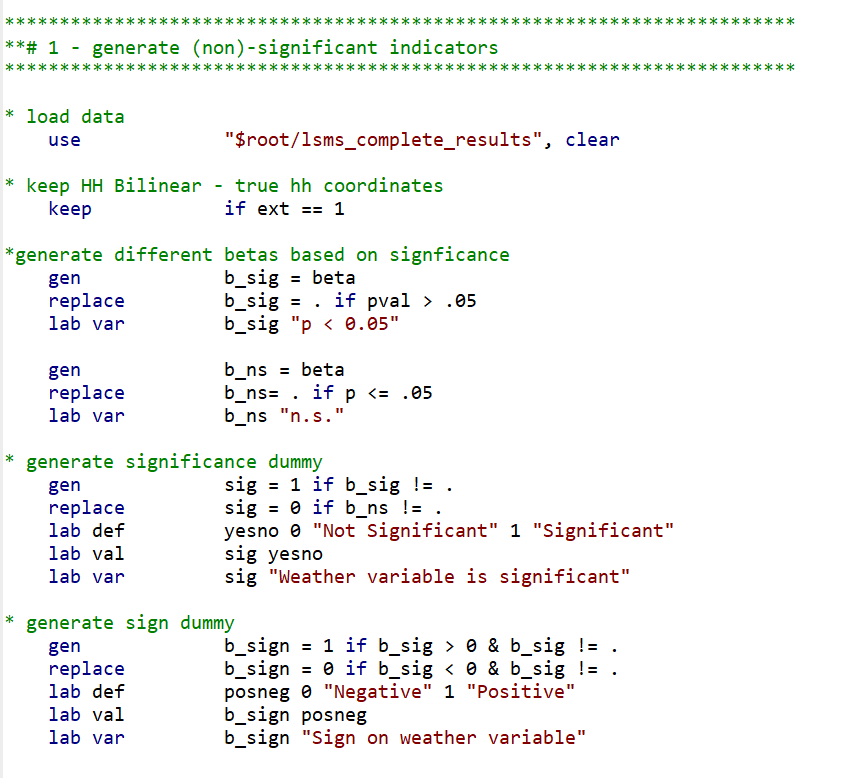 ************************************************************************
**# 1 - generate (non)-significant indicators
************************************************************************
* load data
use "$root/lsms_complete_results", clear
* keep HH Bilinear - true hh coordinates
keep if ext == 1
*generate different betas based on signficance
gen b_sig = beta
replace b_sig = . if pval > .05
lab var b_sig "p < 0.05"
gen b_ns = beta
replace b_ns= . if p <= .05
lab var b_ns "n.s."
* generate significance dummy
gen sig = 1 if b_sig != .
replace sig = 0 if b_ns != .
lab def yesno 0 "Not Significant" 1 "Significant"
lab val sig yesno
lab var sig "Weather variable is significant"
* generate sign dummy
gen b_sign = 1 if b_sig > 0 & b_sig != .
replace b_sign = 0 if b_sig < 0 & b_sig != .
lab def posneg 0 "Negative" 1 "Positive"
lab val b_sign posneg
lab var b_sign "Sign on weather variable"